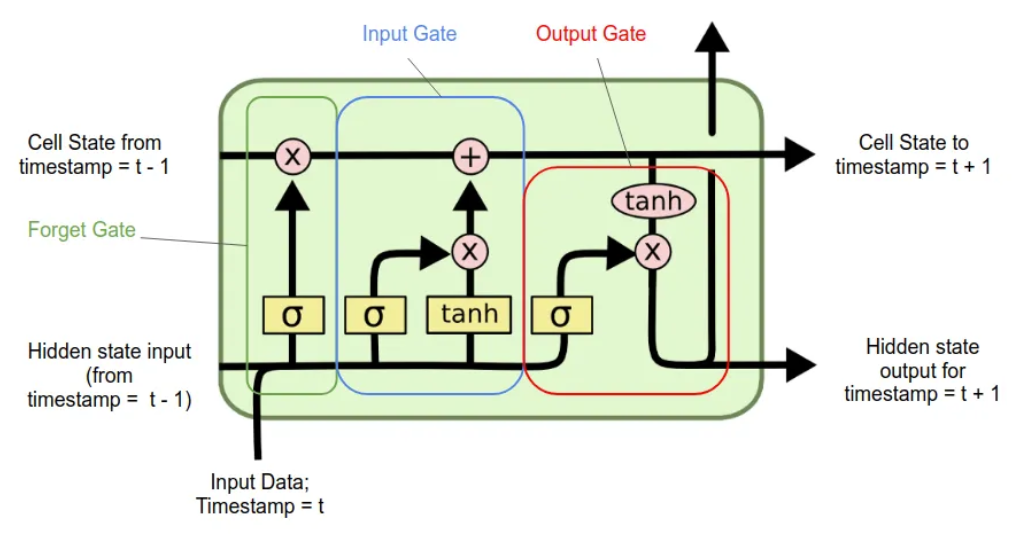 Input Gate
Output Gate
Cell State from
timestamp = t - 1
x
+
Cell State to
timestamp = t + 1
tanh
Forget Gate
x
x
σ
σ
tanh
σ
Hidden state input
(from
timestamp =  t - 1)
Hidden state
output for
timestamp = t + 1
Input Data;
Timestamp = t